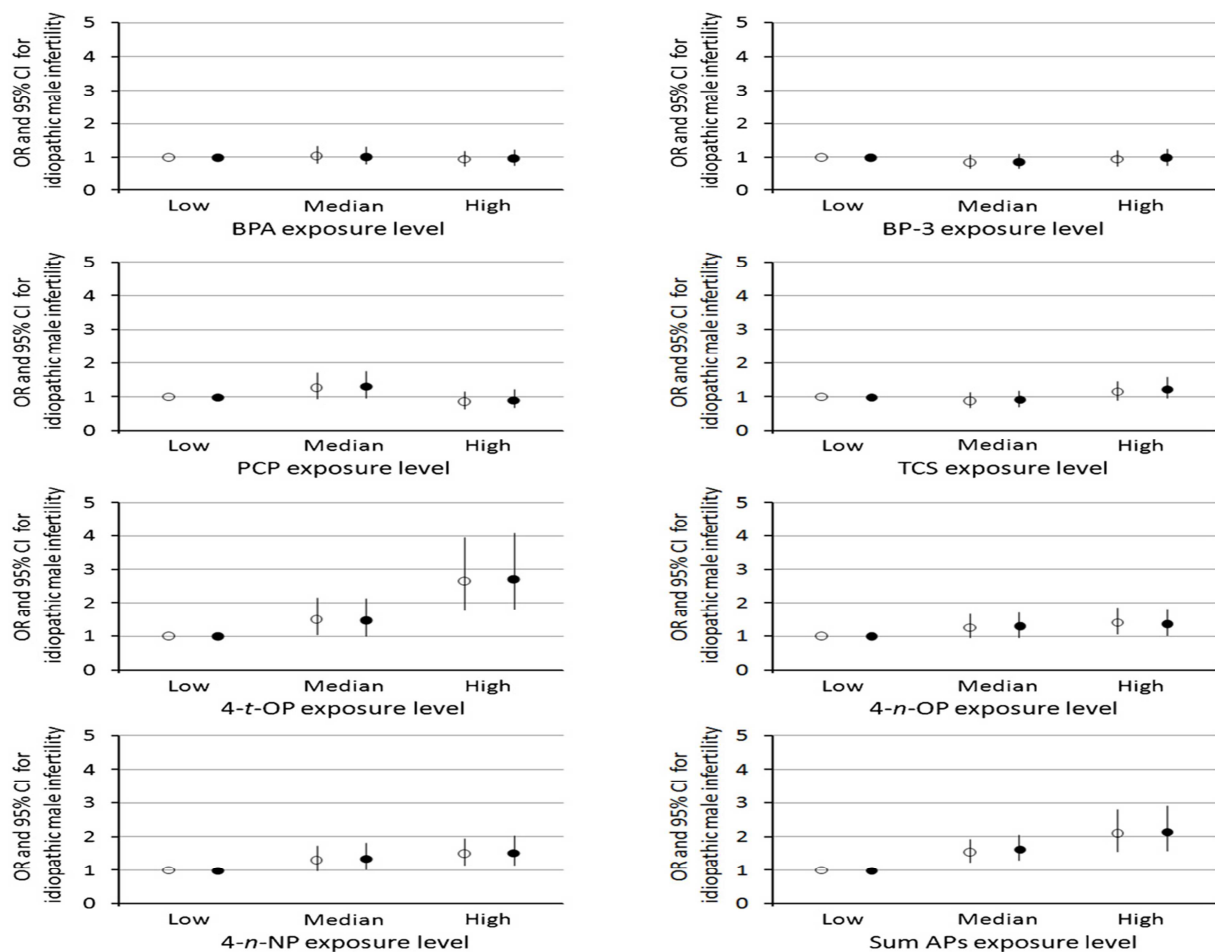 OR and 95% CI for
idiopathic male infertility
5
4
3
2
1
0
Low Median High
BPA exposure level
OR and 95% CI for
idiopathic male infertility
5
4
3
2
1
0
Low Median High
BP-3 exposure level
OR and 95% CI for
idiopathic male infertility
5
4
3
2
1
0
Low Median High
PCP exposure level
OR and 95% CI for
idiopathic male infertility
5
4
3
2
1
0
Low Median High
TCS exposure level
OR and 95% CI for
idiopathic male infertility
5
4
3
2
1
0
Low Median High
4-t-OP exposure level
OR and 95% CI for
idiopathic male infertility
5
4
3
2
1
0
Low Median High
4-n-OP exposure level
OR and 95% CI for
idiopathic male infertility
5
4
3
2
1
0
Low Median High
4-n-NP exposure level
OR and 95% CI for
idiopathic male infertility
5
4
3
2
1
0
Low Median High
Sum APs exposure level